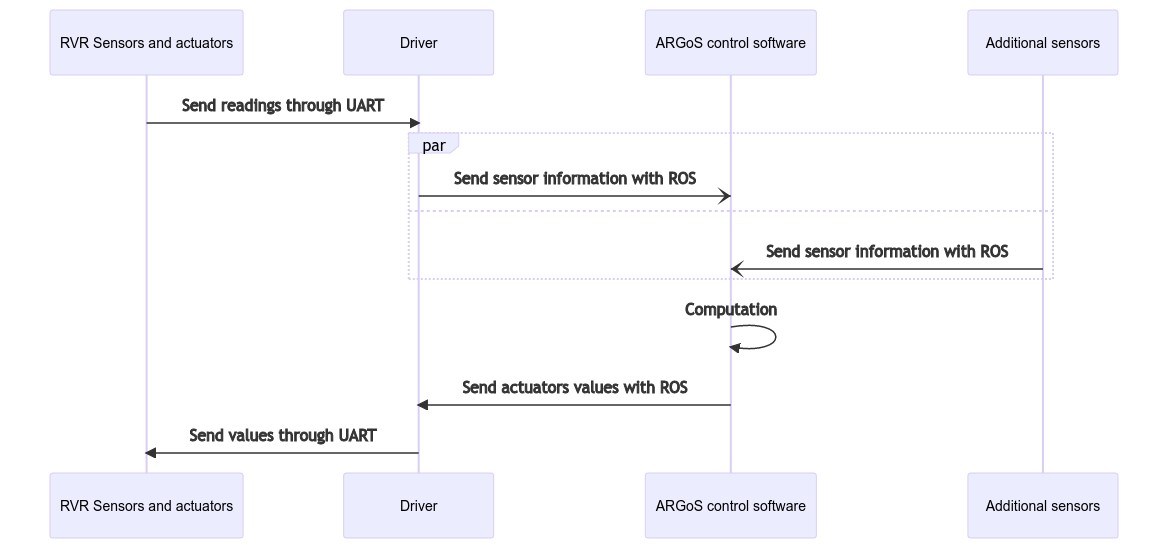 RVR Sensors and actuators
Driver
ARGoS control software
Additional sensors
Send readings through UART
par
Send sensor information with ROS
Send sensor information with ROS
Computation
Send actuators values with ROS
Send values through UART
RVR Sensors and actuators
Driver
ARGoS control software
Additional sensors